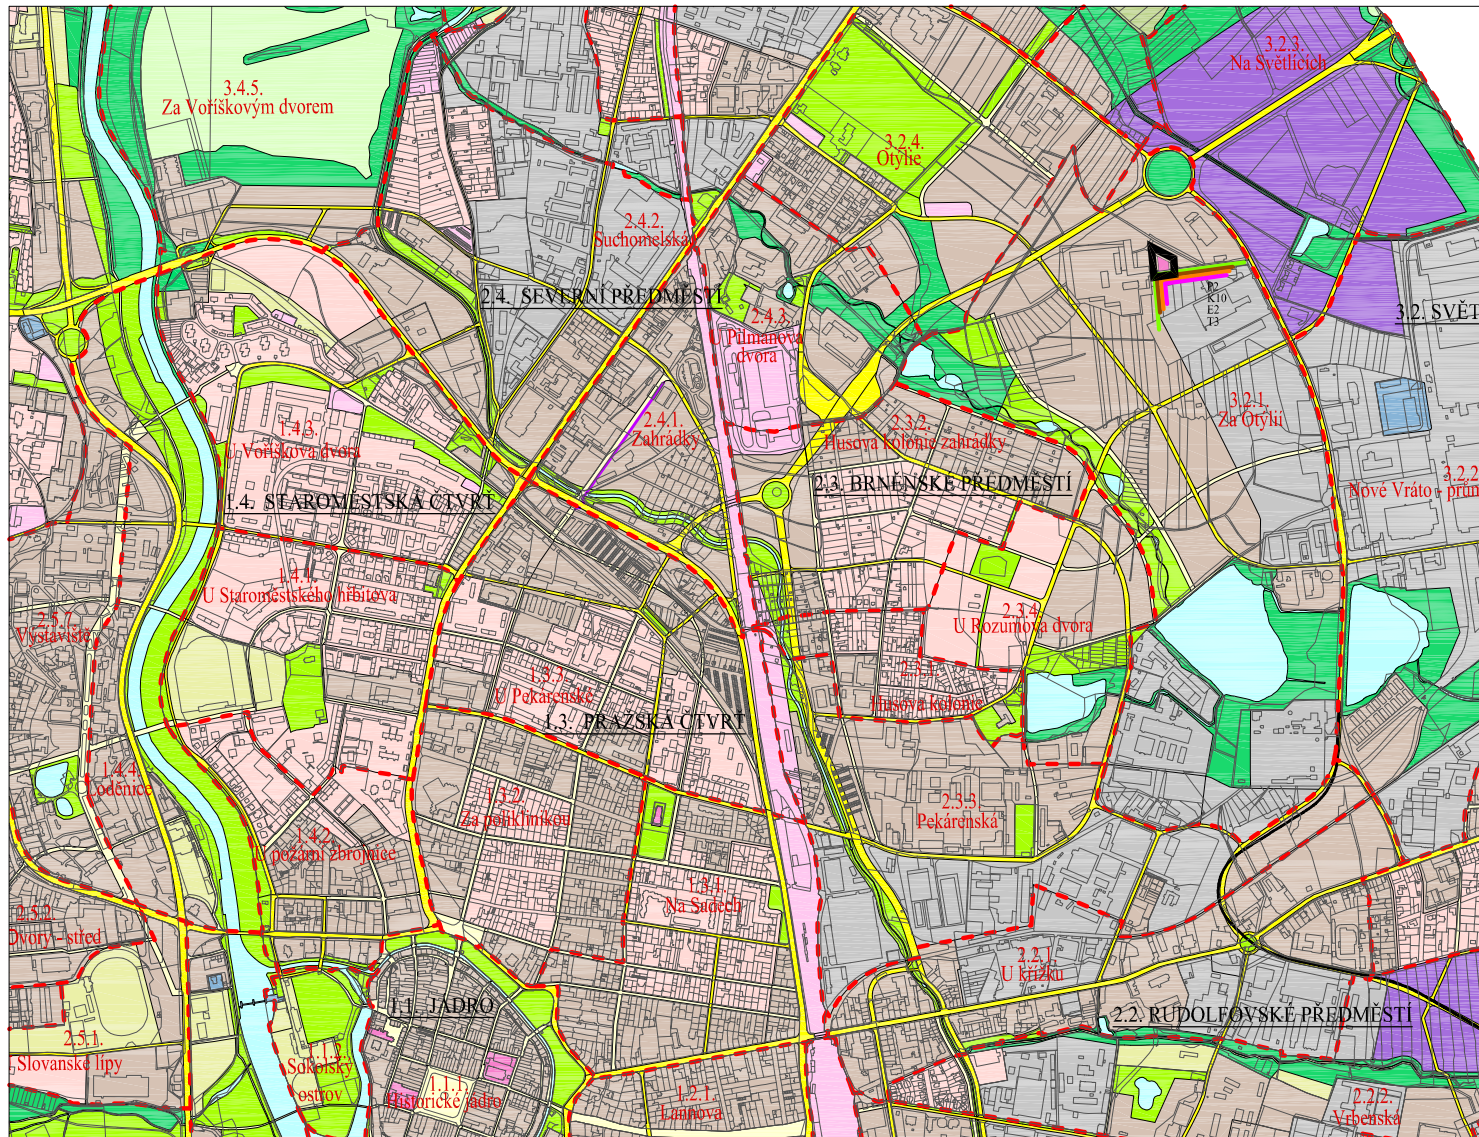 3.4.5.
Za Voříškovým dvorem
3.2.3.
Na Světlících
3.2.4.
Otýlie
2.4.2.
Suchomelská
2.4. SEVERNÍ PŘEDMĚSTÍ
P2
K10
E2
T3
3.2. SVĚT
2.4.3.
U Pilmanova
dvora
3.2.1.
Za Otýlií
2.4.1.
Zahrádky
2.3.2.
Husova kolonie zahrádky
1.4.3.
U Voříškova dvora
2.3. BRNĚNSKÉ PŘEDMĚSTÍ
3.2.2
Nové Vráto - prům
1.4. STAROMĚSTSKÁ ČTVRŤ
1.4.1.
U Staroměstského hřbitova
2.5.7.
Výstaviště
2.3.4.
U Rozumova dvora
1.3.3.
U Pekárenské
2.3.1.
Husova kolonie
1.3. PRAŽSKÁ ČTVRŤ
1.4.4.
Loděnice
1.3.2.
Za poliklinikou
2.3.3.
Pekárenská
1.4.2.
U požární zbrojnice
1.3.1.
Na Sadech
2.5.2.
Dvory - střed
2.2.1.
U křížku
1.1. JÁDRO
2.2. RUDOLFOVSKÉ PŘEDMĚSTÍ
2.5.1.
Slovanské lípy
Sokolský
ostrov
1.1.1.
Historické jádro
1.2.1.
Lannova
2.2.2.
Vrbenská